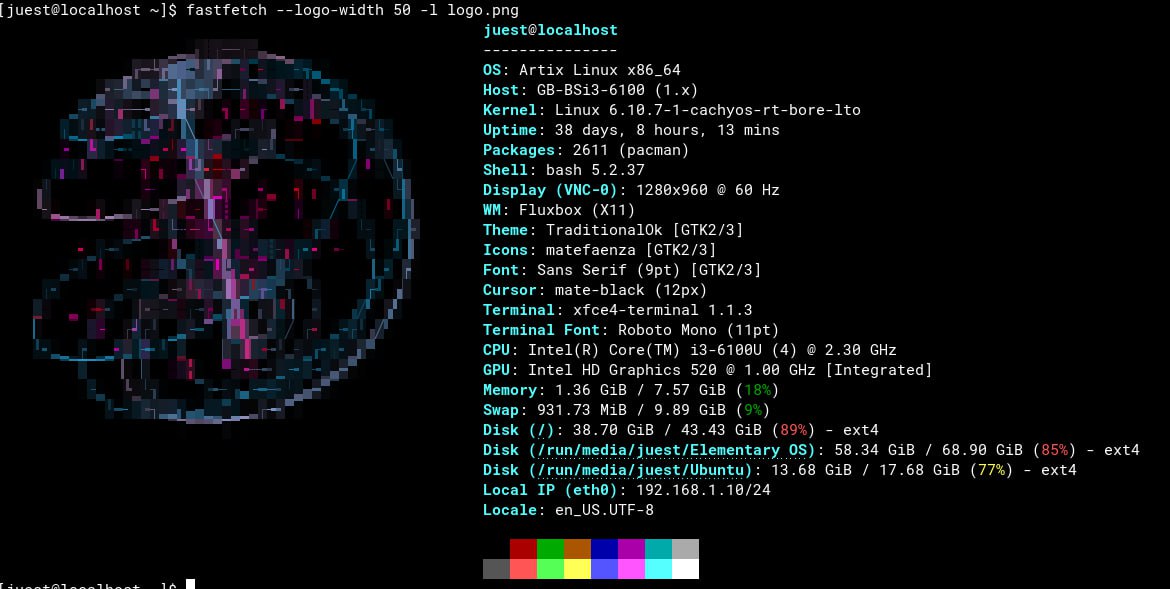 [juest@localhost ~]$ fastfetch --logo-width 50 -l logo.png
juest@localhost
---------------
OS: Artix Linux x86_64
Host: GB-BSi3-6100 (1.x)
Kernel: Linux 6.10.7-1-cachyos-rt-bore-lto
Uptime: 38 days, 8 hours, 13 mins
Packages: 2611 (pacman)
Shell: bash 5.2.37
Display (VNC-0): 1280x960 @ 60 Hz
WM: Fluxbox (X11)
Theme: TraditionalOk [GTK2/3]
Icons: matefaenza [GTK2/3]
Font: Sans Serif (9pt) [GTK2/3]
Cursor: mate-black (12px)
Terminal: xfce4-terminal 1.1.3
Terminal Font: Roboto Mono (11pt)
CPU: Intel(R) Core(TM) i3-6100U (4) @ 2.30 GHz
GPU: Intel HD Graphics 520 @ 1.00 GHz [Integrated]
Memory: 1.36 GiB / 7.57 GiB (18%)
Swap: 931.73 MiB / 9.89 GiB (9%)
Disk (/): 38.70 GiB / 43.43 GiB (89%) - ext4
Disk (/run/media/juest/Elementary OS): 58.34 GiB / 68.90 GiB (85%) - ext4
Disk (/run/media/juest/Ubuntu): 13.68 GiB / 17.68 GiB (77%) - ext4
Local IP (eth0): 192.168.1.10/24
Locale: en_US.UTF-8
[juest@localhost ~]$